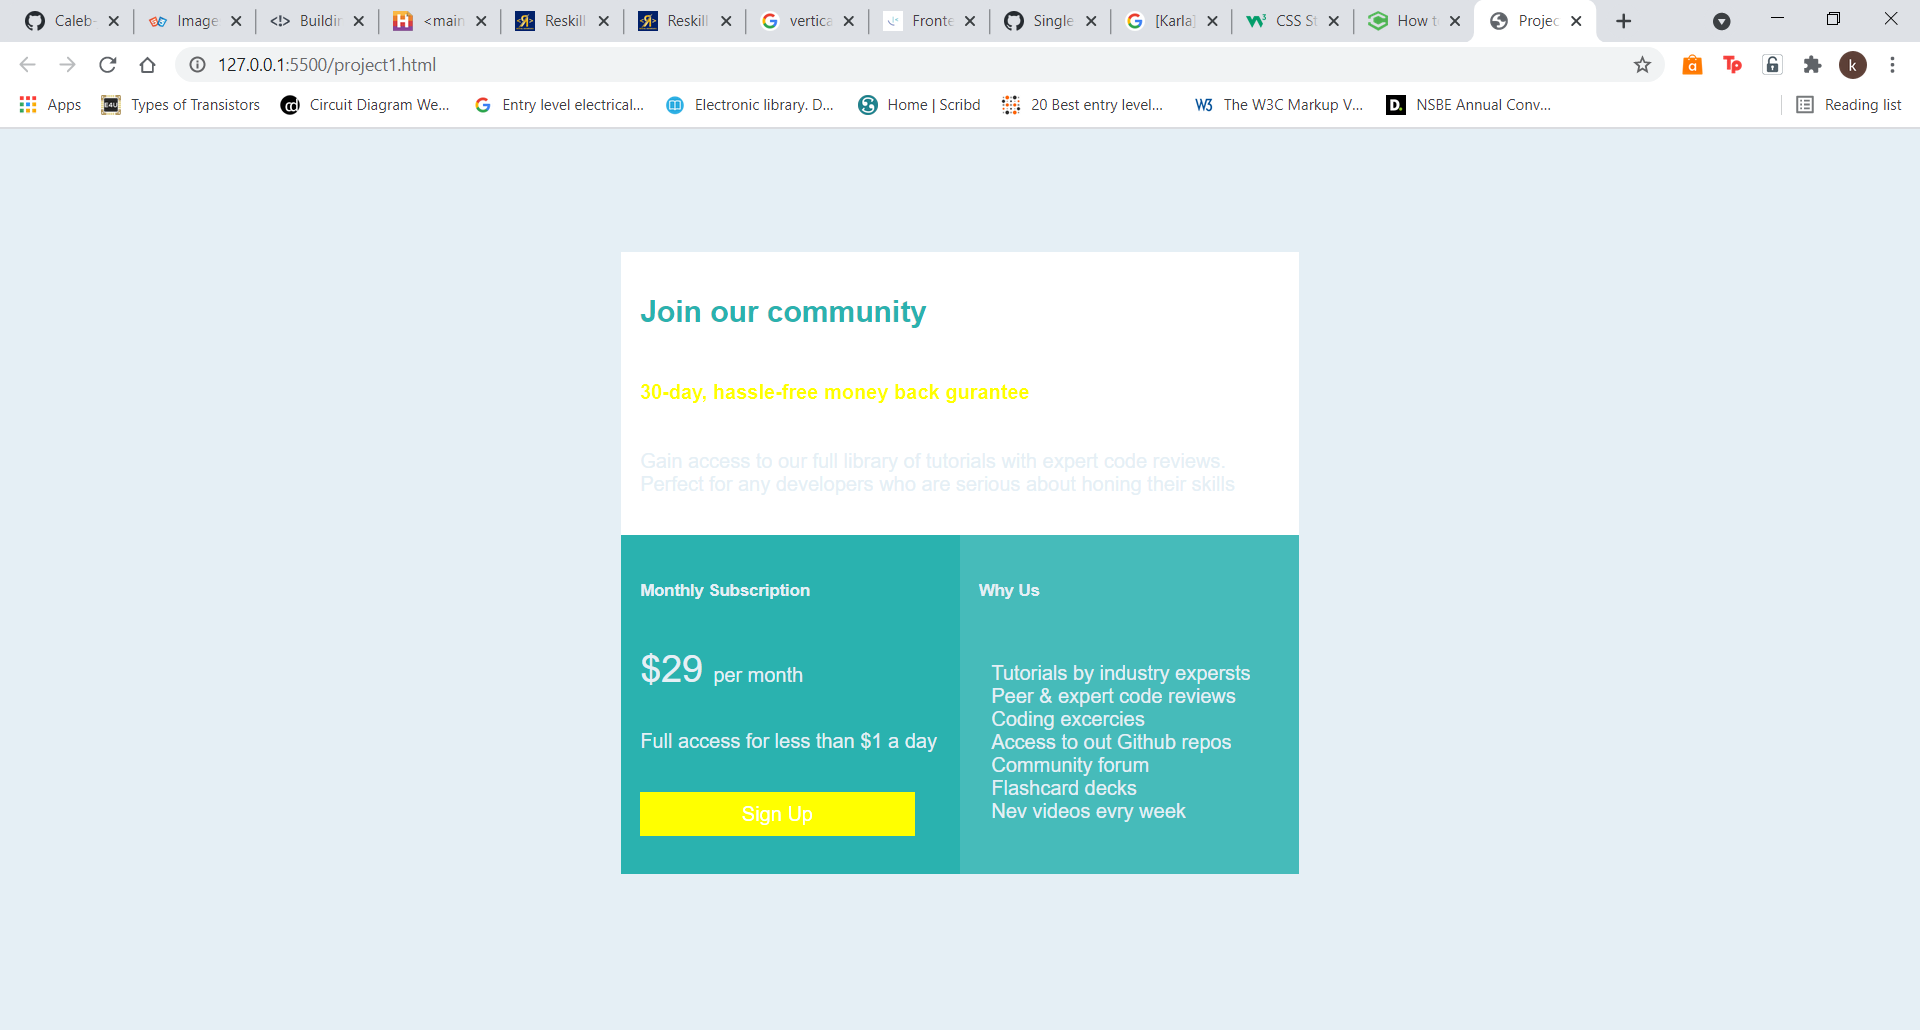 Caleb- Image Buildin <main Reskill Reskill vertica Fronte Single [Karla] CSS St How t Projec
127.0.0.1:5500/project1.html
Apps Types of Transistors Circuit Diagram We... Entry level electrical... Electronic library. D... Home | Scribd 20 Best entry level... The W3C Markup V... NSBE Annual Conv... Reading list
Join our community
30-day, hassle-free money back gurantee
Gain access to our full library of tutorials with expert code reviews.
Perfect for any developers who are serious about honing their skills
Monthly Subscription
$29 per month
Full access for less than $1 a day
Sign Up
Why Us
Tutorials by industry expersts
Peer & expert code reviews
Coding excercies
Access to out Github repos
Community forum
Flashcard decks
Nev videos evry week